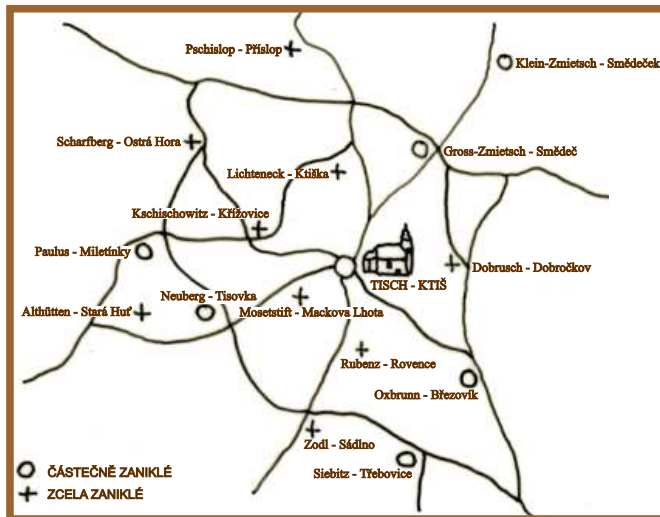 Pschislop - Příslop
Klein-Zmietsch - Smědeček
Scharfberg - Ostrá Hora
Gross-Zmietsch - Smědeč
Lichteneck - Ktiška
Kschischowitz - Křížovice
Paulus - Miletínky
Dobrusch - Dobročkov
TISCH - KTIŠ
Neuberg - Tisovka
Althütten - Stará Huť
Mosetstift - Mackova Lhota
Rubenz - Rovence
Oxbrunn - Březovík
Zodl - Sádlno
Siebitz - Třebovice
ČÁSTEČNĚ ZANIKLÉ
ZCELA ZANIKLÉ